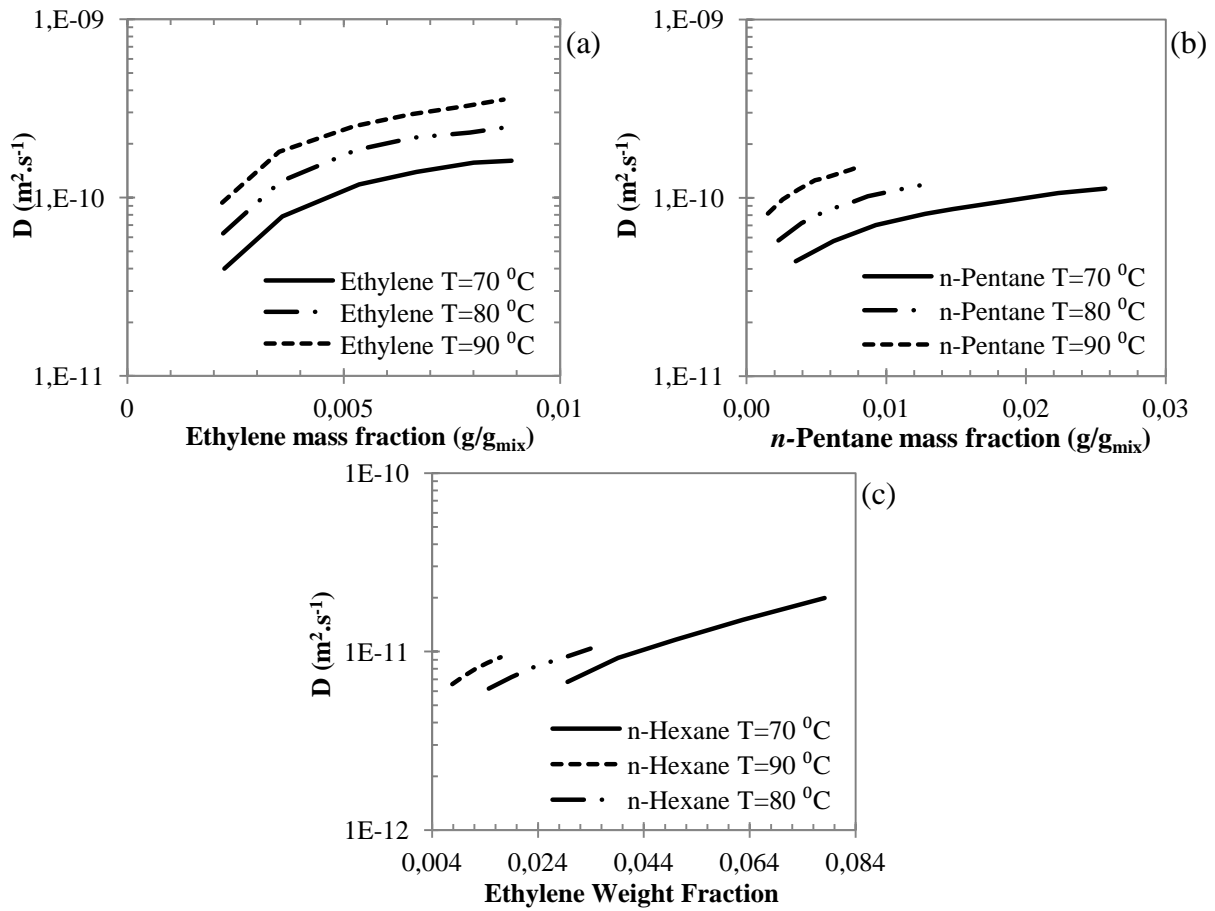 (a)
1,E-09
1,E-10
1,E-11
D (m².s⁻¹)
Ethylene T=70 ⁰C
Ethylene T=80 ⁰C
Ethylene T=90 ⁰C
0 0,005 0,01
Ethylene mass fraction (g/gmix)
(b)
1,E-09
1,E-10
1,E-11
D (m².s⁻¹)
n-Pentane T=70 ⁰C
n-Pentane T=80 ⁰C
n-Pentane T=90 ⁰C
0,00 0,01 0,02 0,03
n-Pentane mass fraction (g/gmix)
(c)
1E-10
1E-11
1E-12
D (m².s⁻¹)
n-Hexane T=70 ⁰C
n-Hexane T=90 ⁰C
n-Hexane T=80 ⁰C
0,004 0,024 0,044 0,064 0,084
Ethylene Weight Fraction